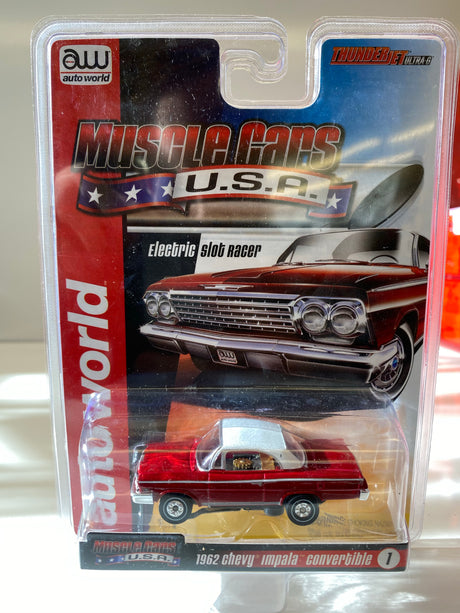 aw
auto world
THUNDERJET ULTRA-G
Muscle Cars
U.S.A.
Electric Slot Racer
auto world
aw
Muscle Cars
U.S.A.
1962 Chevy Impala Convertible 1